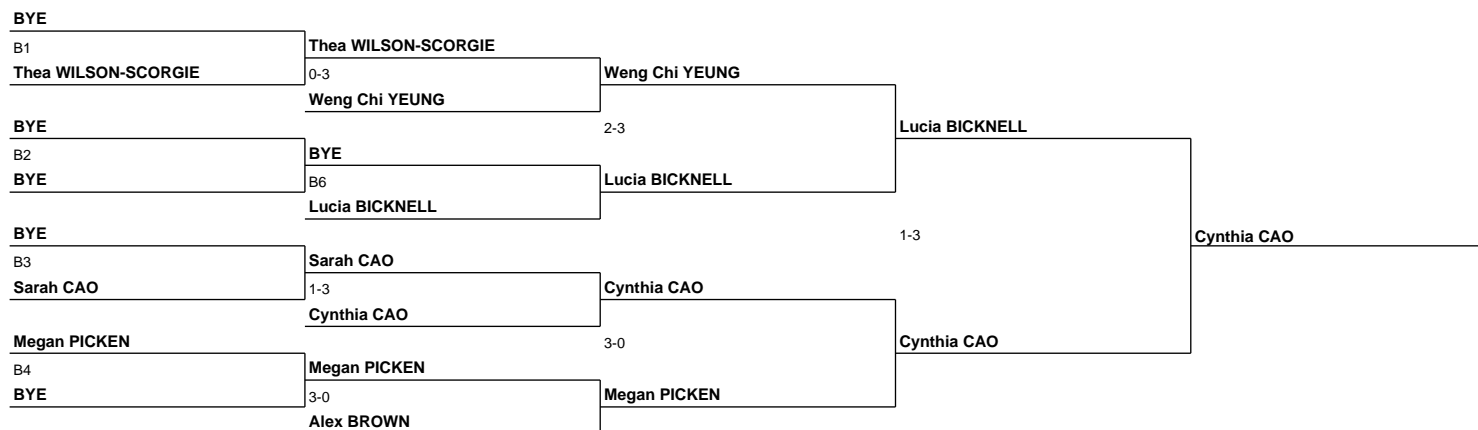 BYE
B1
Thea WILSON-SCORGIE
Thea WILSON-SCORGIE
0-3
Weng Chi YEUNG
Weng Chi YEUNG
BYE
B2
BYE
BYE
B6
Lucia BICKNELL
2-3
Lucia BICKNELL
Lucia BICKNELL
BYE
B3
Sarah CAO
Sarah CAO
1-3
Cynthia CAO
Cynthia CAO
1-3
Cynthia CAO
Megan PICKEN
B4
BYE
Megan PICKEN
3-0
Alex BROWN
3-0
Megan PICKEN
Cynthia CAO